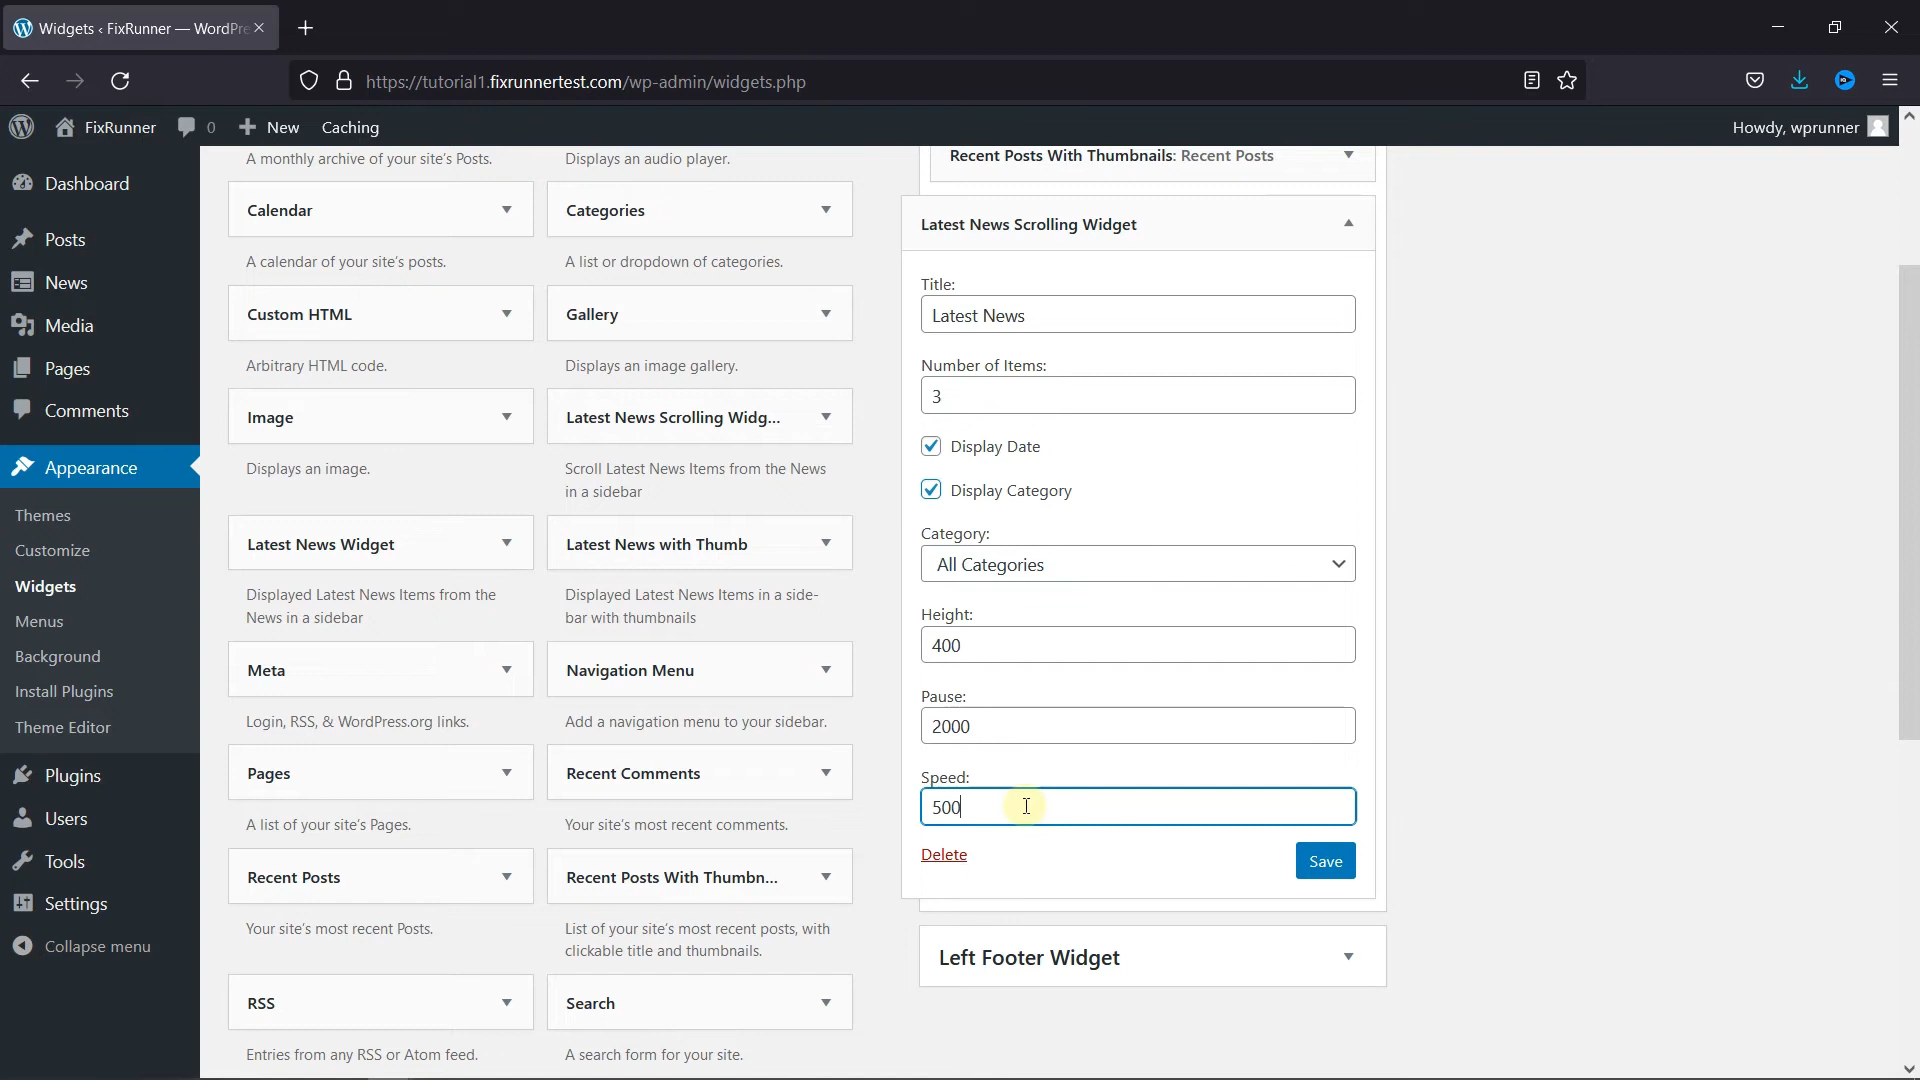 Widgets ‹ FixRunner — WordPre
https://tutorial1.fixrunnertest.com/wp-admin/widgets.php
FixRunner
0
New
Caching
Howdy, wprunner
Dashboard
Posts
News
Media
Pages
Comments
Appearance
Themes
Customize
Widgets
Menus
Background
Install Plugins
Theme Editor
Plugins
Users
Tools
Settings
Collapse menu
A monthly archive of your site's Posts.
Displays an audio player.
Calendar
Categories
A calendar of your site's posts.
A list or dropdown of categories.
Custom HTML
Gallery
Arbitrary HTML code.
Displays an image gallery.
Image
Latest News Scrolling Widg...
Displays an image.
Scroll Latest News Items from the News
in a sidebar
Latest News Widget
Latest News with Thumb
Displayed Latest News Items from the
News in a sidebar
Displayed Latest News Items in a side-
bar with thumbnails
Meta
Navigation Menu
Login, RSS, & WordPress.org links.
Add a navigation menu to your sidebar.
Pages
Recent Comments
A list of your site's Pages.
Your site's most recent comments.
Recent Posts
Recent Posts With Thumbn...
Your site's most recent Posts.
List of your site's most recent posts, with
clickable title and thumbnails.
RSS
Search
Entries from any RSS or Atom feed.
A search form for your site.
Recent Posts With Thumbnails: Recent Posts
Latest News Scrolling Widget
Title:
Latest News
Number of Items:
3
Display Date
Display Category
Category:
All Categories
Height:
400
Pause:
2000
Speed:
500
Delete
Save
Left Footer Widget